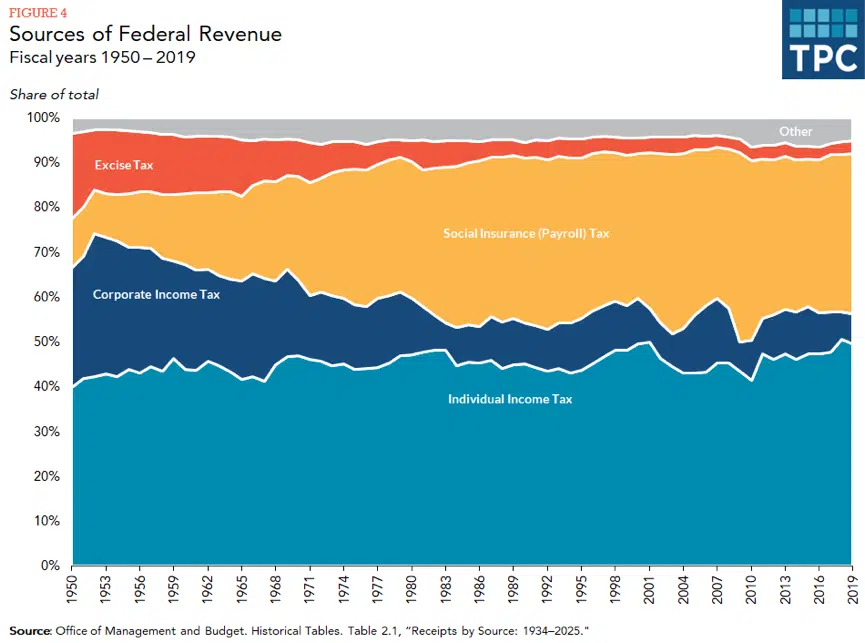 FIGURE 4
Sources of Federal Revenue
Fiscal years 1950 – 2019
TPC
Share of total
100%
90%
80%
70%
60%
50%
40%
30%
20%
10%
0%
Other
Excise Tax
Social Insurance (Payroll) Tax
Corporate Income Tax
Individual Income Tax
1950 1953 1956 1959 1962 1965 1968 1971 1974 1977 1980 1983 1986 1989 1992 1995 1998 2001 2004 2007 2010 2013 2016 2019
Source: Office of Management and Budget. Historical Tables. Table 2.1, "Receipts by Source: 1934–2025."